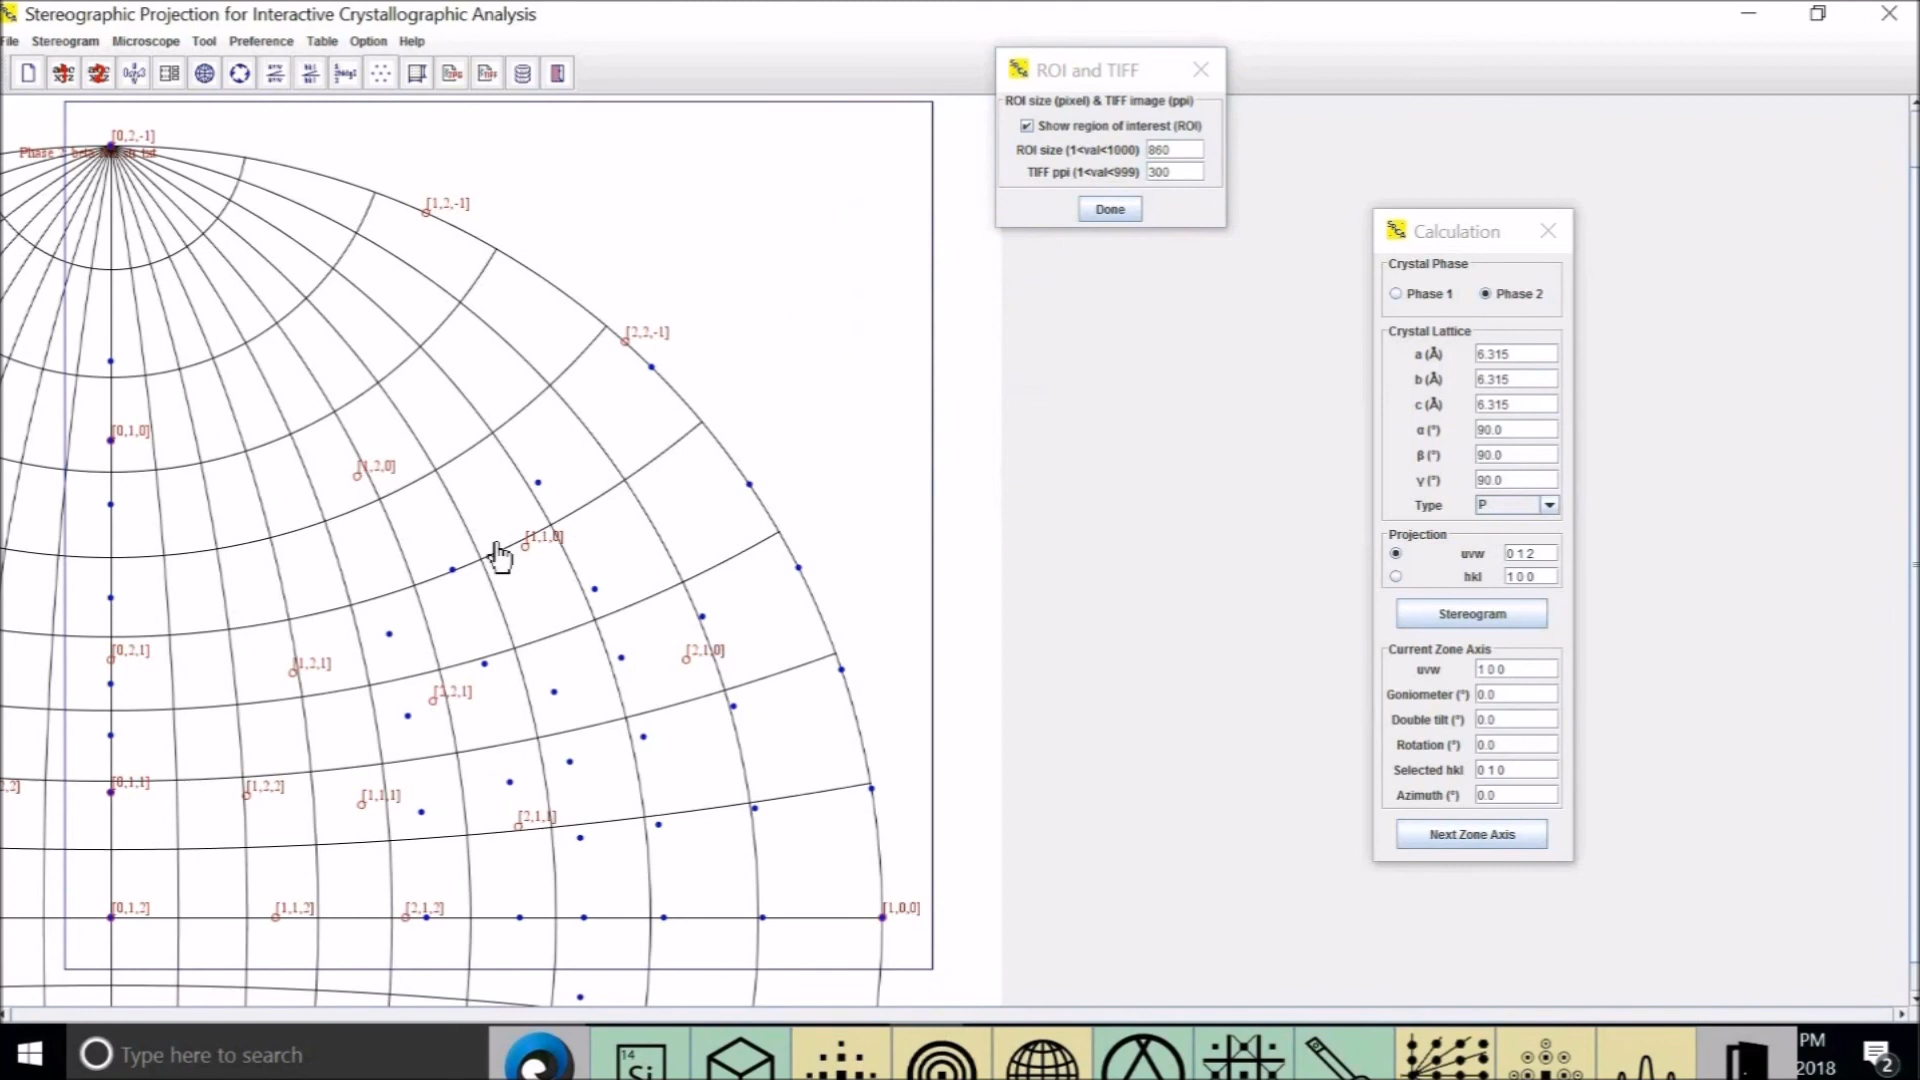 Stereographic Projection for Interactive Crystallographic Analysis
File Stereogram Microscope Tool Preference Table Option Help
ROI and TIFF
ROI size (pixel) & TIFF image (ppi)
Show region of interest (ROI)
ROI size (1<val<1000) 860
TIFF ppi (1<val<999) 300
Done
Calculation
Crystal Phase
Phase 1 Phase 2
Crystal Lattice
a (Å) 6.315
b (Å) 6.315
c (Å) 6.315
α (°) 90.0
β (°) 90.0
γ (°) 90.0
Type P
Projection
uvw 0 1 2
hkl 1 0 0
Stereogram
Current Zone Axis
uvw 1 0 0
Goniometer (°) 0.0
Double tilt (°) 0.0
Rotation (°) 0.0
Selected hkl 0 1 0
Azimuth (°) 0.0
Next Zone Axis
[0,2,-1]
Phase
[1,2,-1]
[2,2,-1]
[0,1,0]
[1,2,0]
[1,1,0]
[0,2,1]
[1,2,1]
[2,1,0]
[2,2,1]
[0,1,1]
2,2]
[1,2,2]
[1,1,1]
[2,1,1]
[0,1,2]
[1,1,2]
[2,1,2]
[1,0,0]
Type here to search
14
Si
PM
2018
2